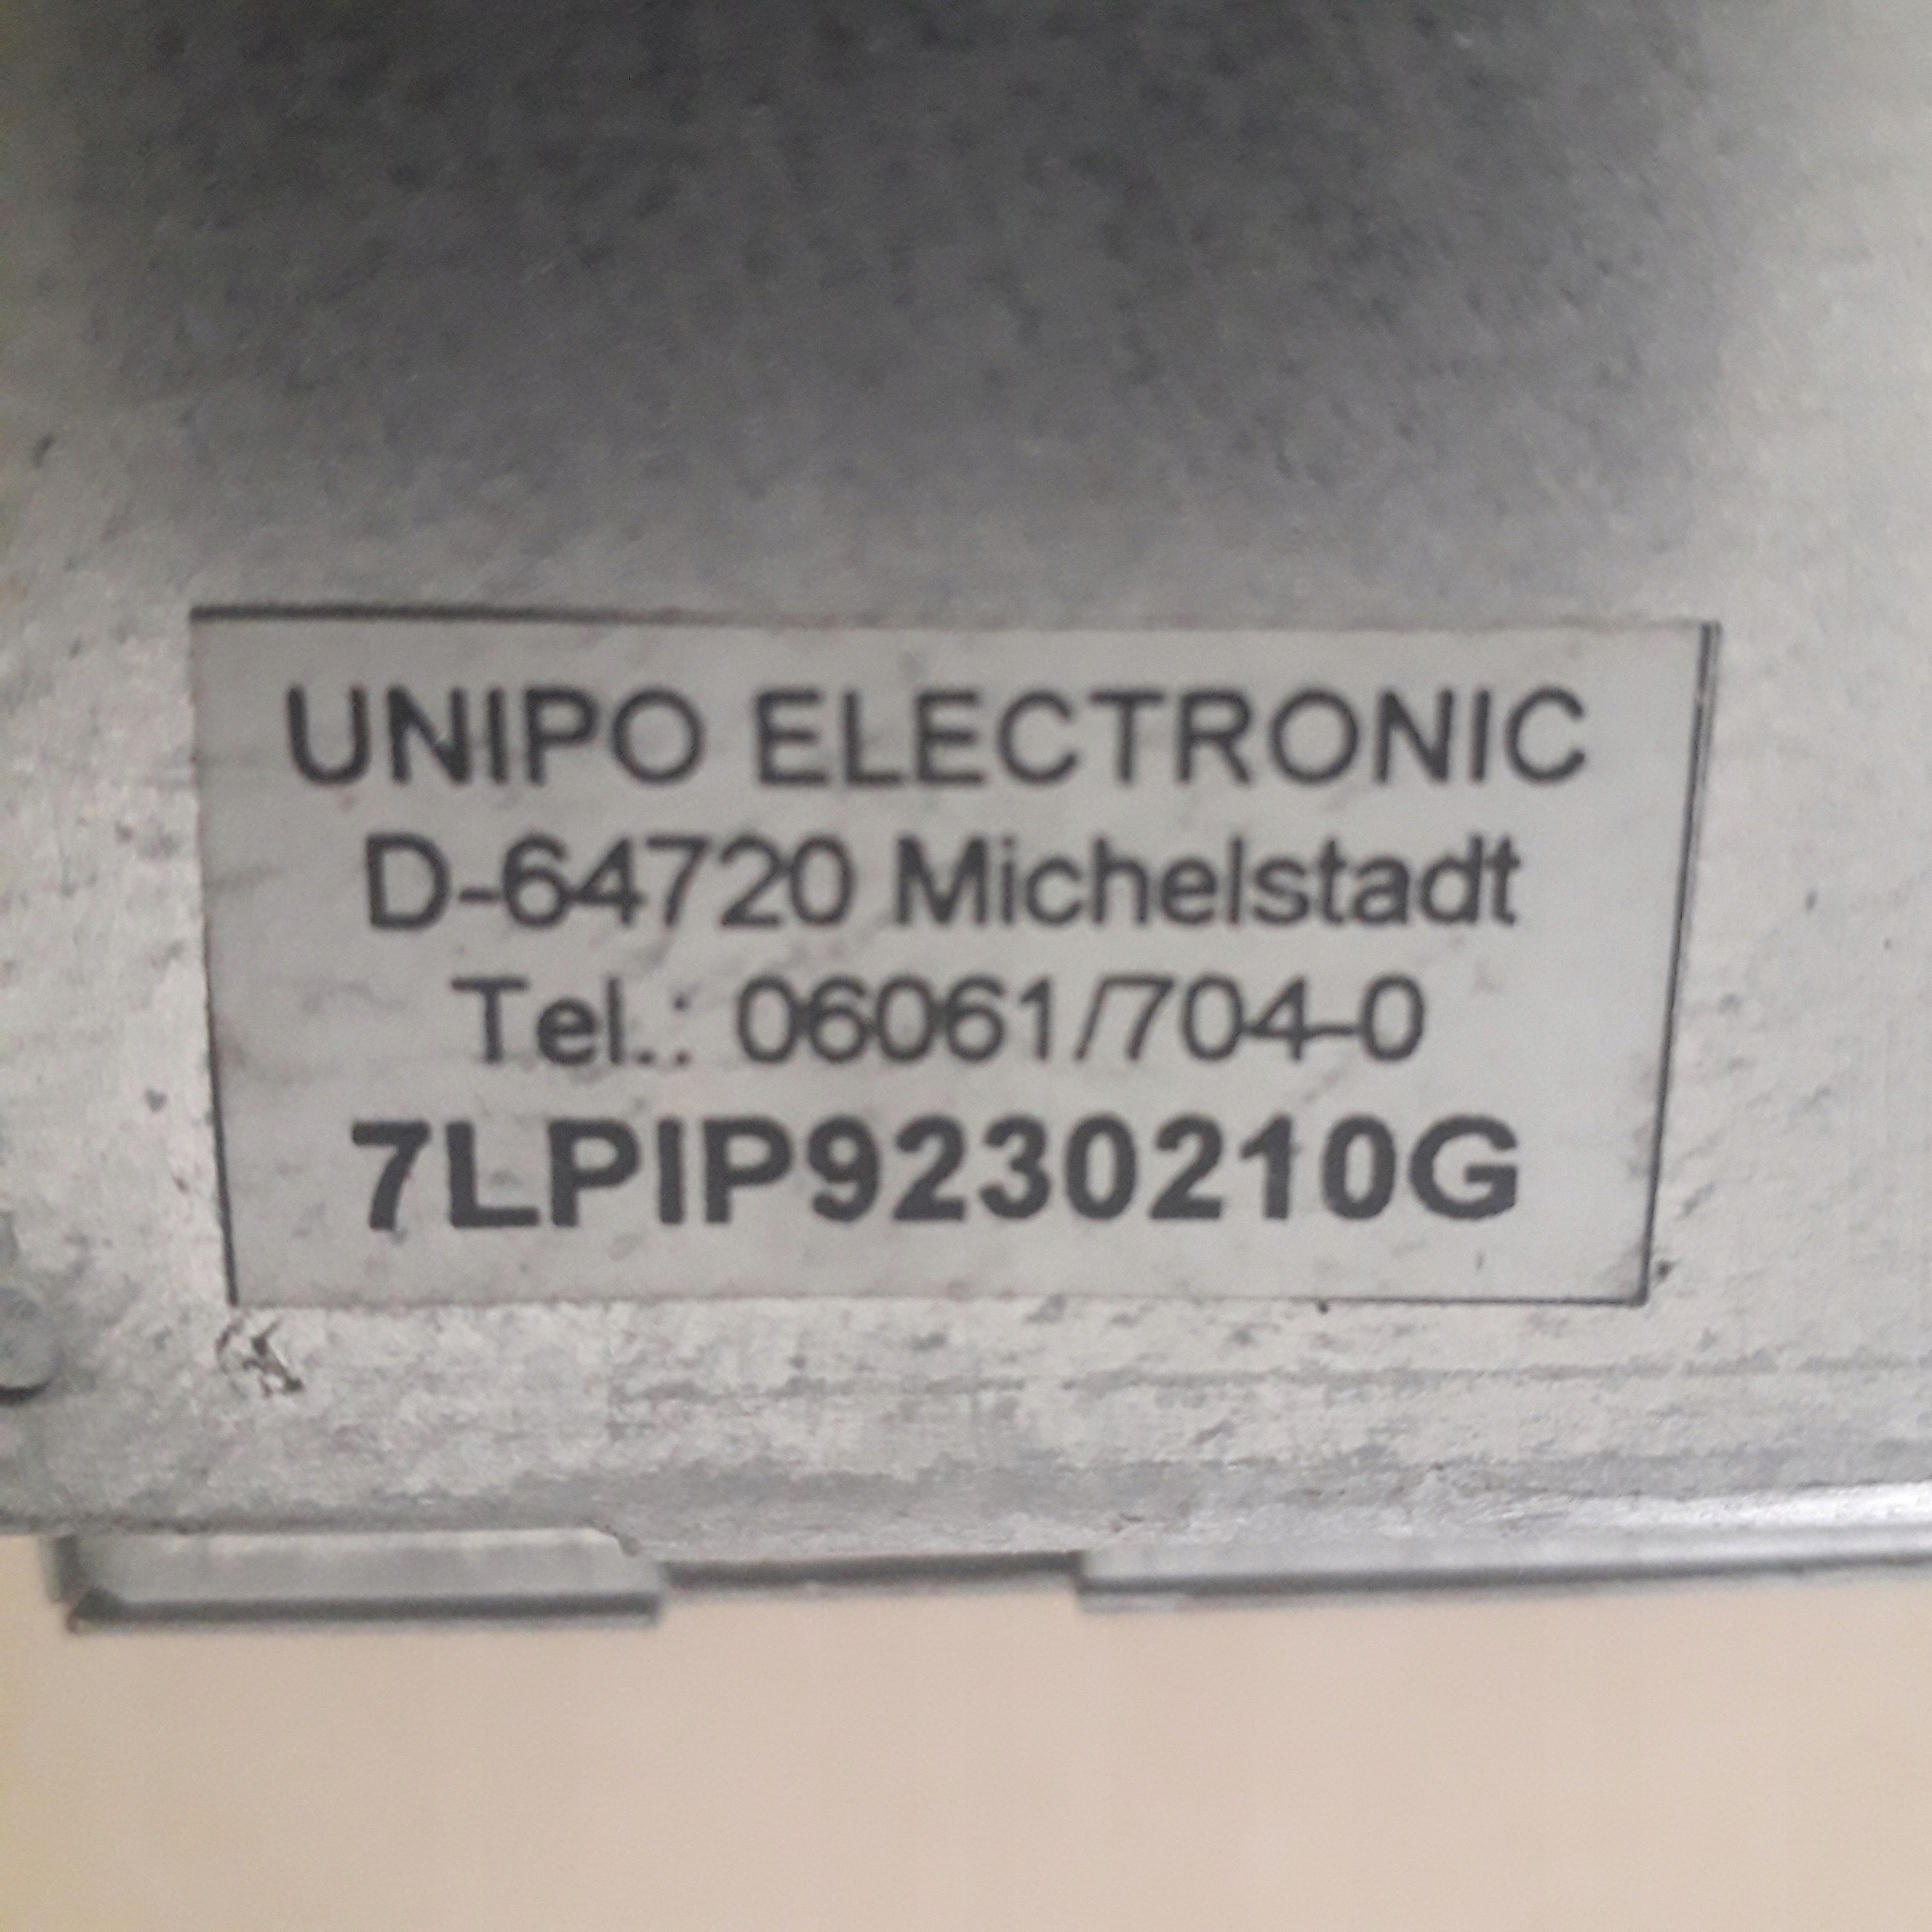 UNIPO ELECTRONIC
D-64720 Michelstadt
Tel.: 06061/704-0
7LPIP9230210G